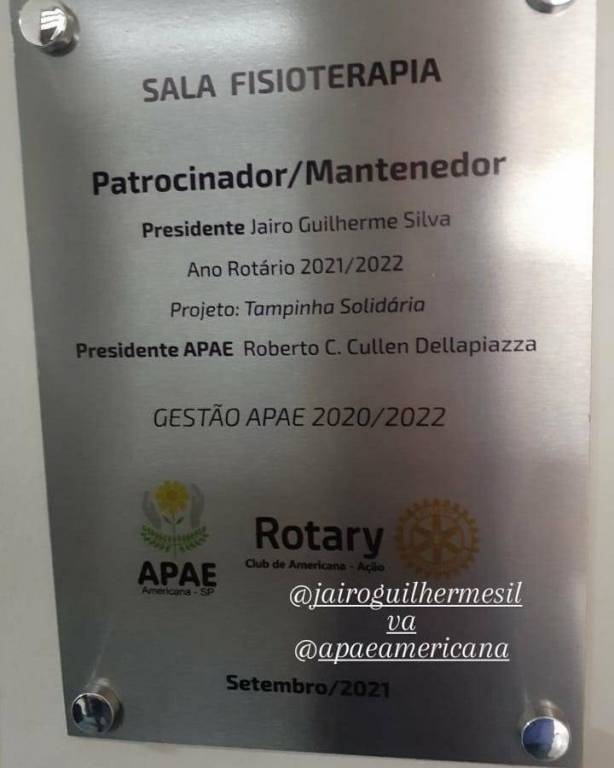 SALA FISIOTERAPIA
Patrocinador/Mantenedor
Presidente Jairo Guilherme Silva
Ano Rotário 2021/2022
Projeto: Tampinha Solidária
Presidente APAE Roberto C. Cullen Dellapiazza
GESTÃO APAE 2020/2022
APAE
Americana - SP
Rotary
Club de Americana - Ação
@jairoguilhermesil
va
@apaeamericana
Setembro/2021